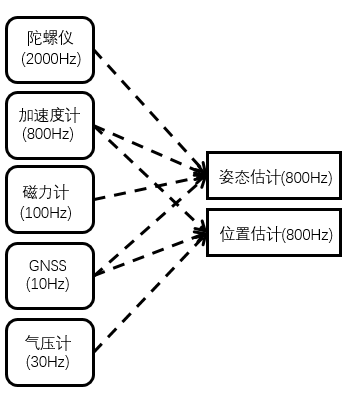 陀螺仪
(2000Hz)
加速度计
(800Hz)
磁力计
(100Hz)
GNSS
(10Hz)
气压计
(30Hz)
姿态估计(800Hz)
位置估计(800Hz)